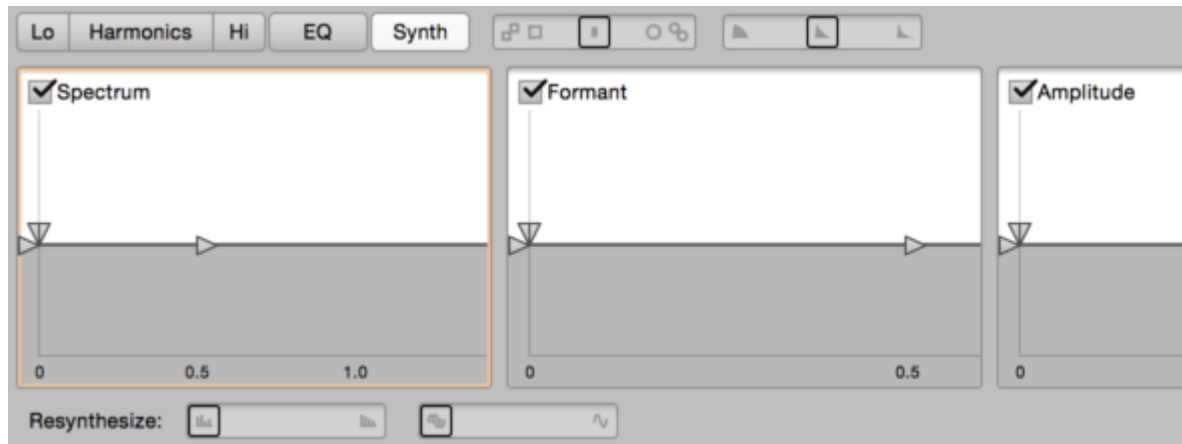 Lo Harmonics Hi EQ Synth
Spectrum Formant Amplitude
0 0.5 1.0 0 0.5 0
Resynthesize: